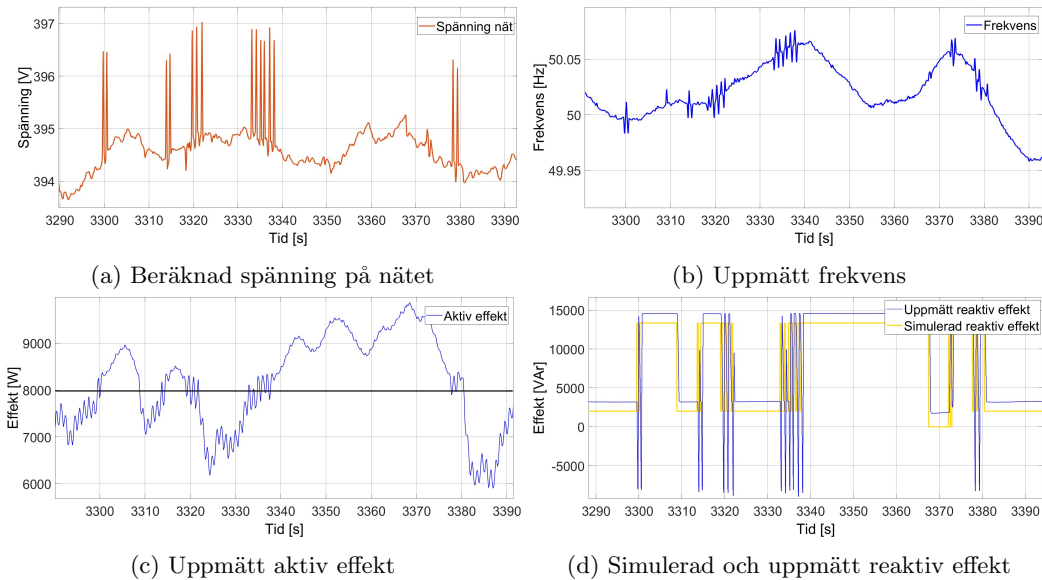 397
396
395
394
Spänning [V]
Spänning nät
3290 3300 3310 3320 3330 3340 3350 3360 3370 3380 3390
Tid [s]
(a) Beräknad spänning på nätet
50.05
50
49.95
Frekvens [Hz]
Frekvens
3300 3310 3320 3330 3340 3350 3360 3370 3380 3390
Tid [s]
(b) Uppmätt frekvens
9000
8000
7000
6000
Effekt [W]
Aktiv effekt
3300 3310 3320 3330 3340 3350 3360 3370 3380 3390
Tid [s]
(c) Uppmätt aktiv effekt
15000
10000
5000
0
-5000
Effekt [VAr]
Uppmätt reaktiv effekt
Simulerad reaktiv effekt
3290 3300 3310 3320 3330 3340 3350 3360 3370 3380 3390
Tid [s]
(d) Simulerad och uppmätt reaktiv effekt